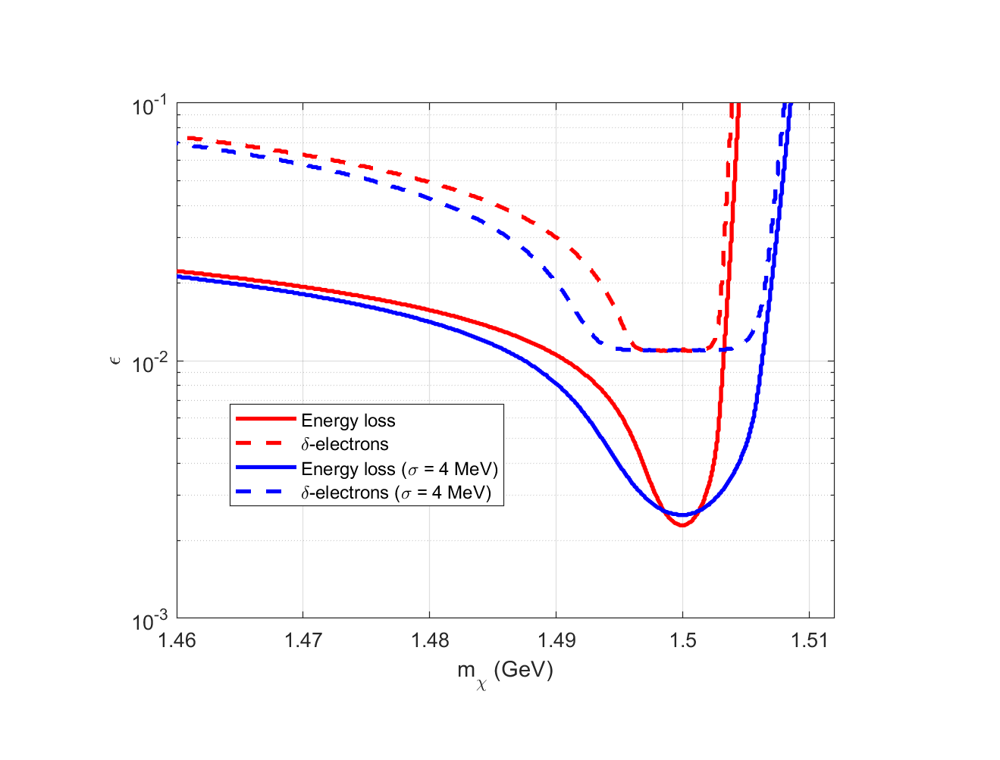 10-1
10-2
10-3
ϵ
Energy loss
δ-electrons
Energy loss (σ = 4 MeV)
δ-electrons (σ = 4 MeV)
1.46 1.47 1.48 1.49 1.5 1.51
mχ (GeV)